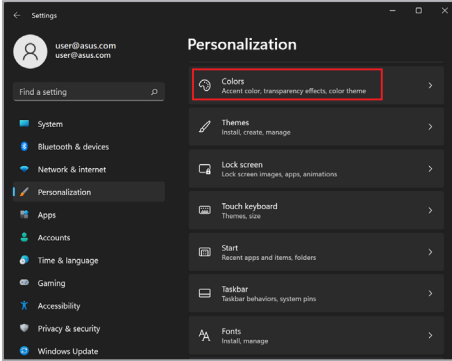 Settings
user@asus.com
user@asus.com
Find a setting
System
Bluetooth & devices
Network & internet
Personalization
Apps
Accounts
Time & language
Gaming
Accessibility
Privacy & security
Windows Update
Personalization
Colors
Accent color, transparency effects, color theme
Themes
Install, create, manage
Lock screen
Lock screen images, apps, animations
Touch keyboard
Themes, size
Start
Recent apps and items, folders
Taskbar
Taskbar behaviors, system pins
Fonts
Install, manage